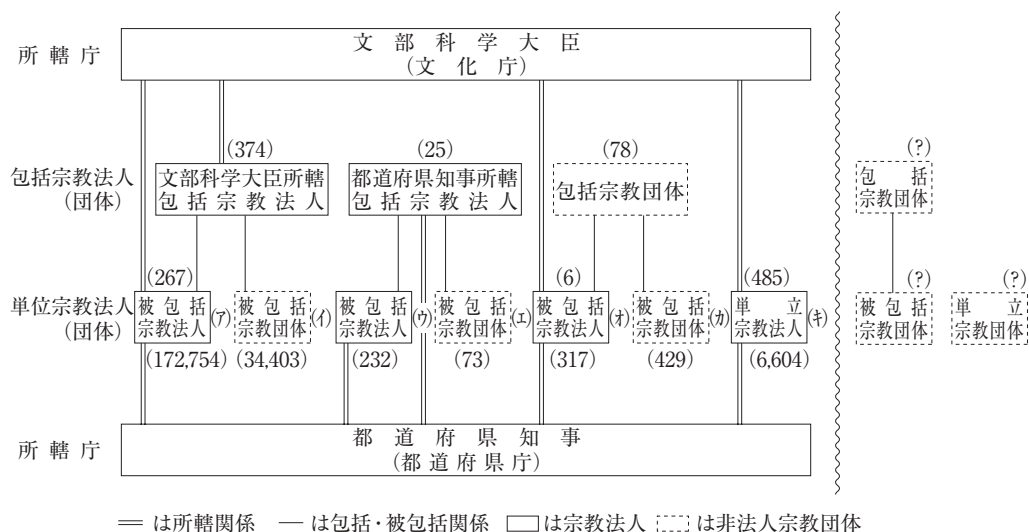 所轄庁
文部科学大臣
(文化庁)
(374)
(25)
(78)
(?)
包括宗教法人
(団体)
文部科学大臣所轄
包括宗教法人
都道府県知事所轄
包括宗教法人
包括宗教団体
包括
宗教団体
(267)
(6)
(485)
(?)
(?)
単位宗教法人
(団体)
被包括
宗教法人
(ア)
被包括
宗教団体
(イ)
被包括
宗教法人
(ウ)
被包括
宗教団体
(エ)
被包括
宗教法人
(オ)
被包括
宗教団体
(カ)
単立
宗教法人
(キ)
被包括
宗教団体
単立
宗教団体
(172,754)
(34,403)
(232)
(73)
(317)
(429)
(6,604)
所轄庁
都道府県知事
(都道府県庁)
は所轄関係 は包括・被包括関係 は宗教法人 は非法人宗教団体